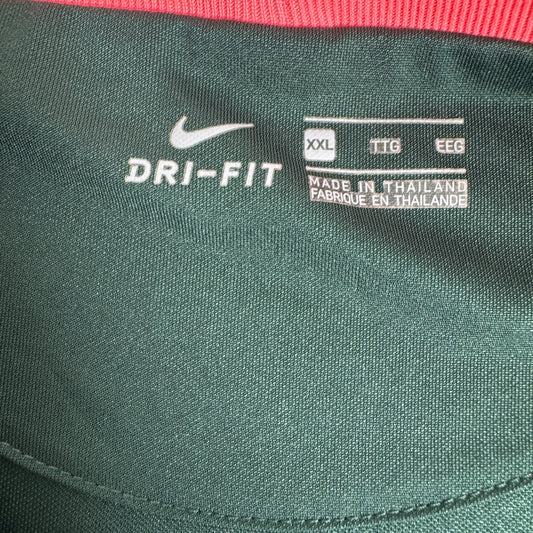 DRI-FIT
XXL TTG EEG
MADE IN THAILAND
FABRIQUE EN THAILANDE